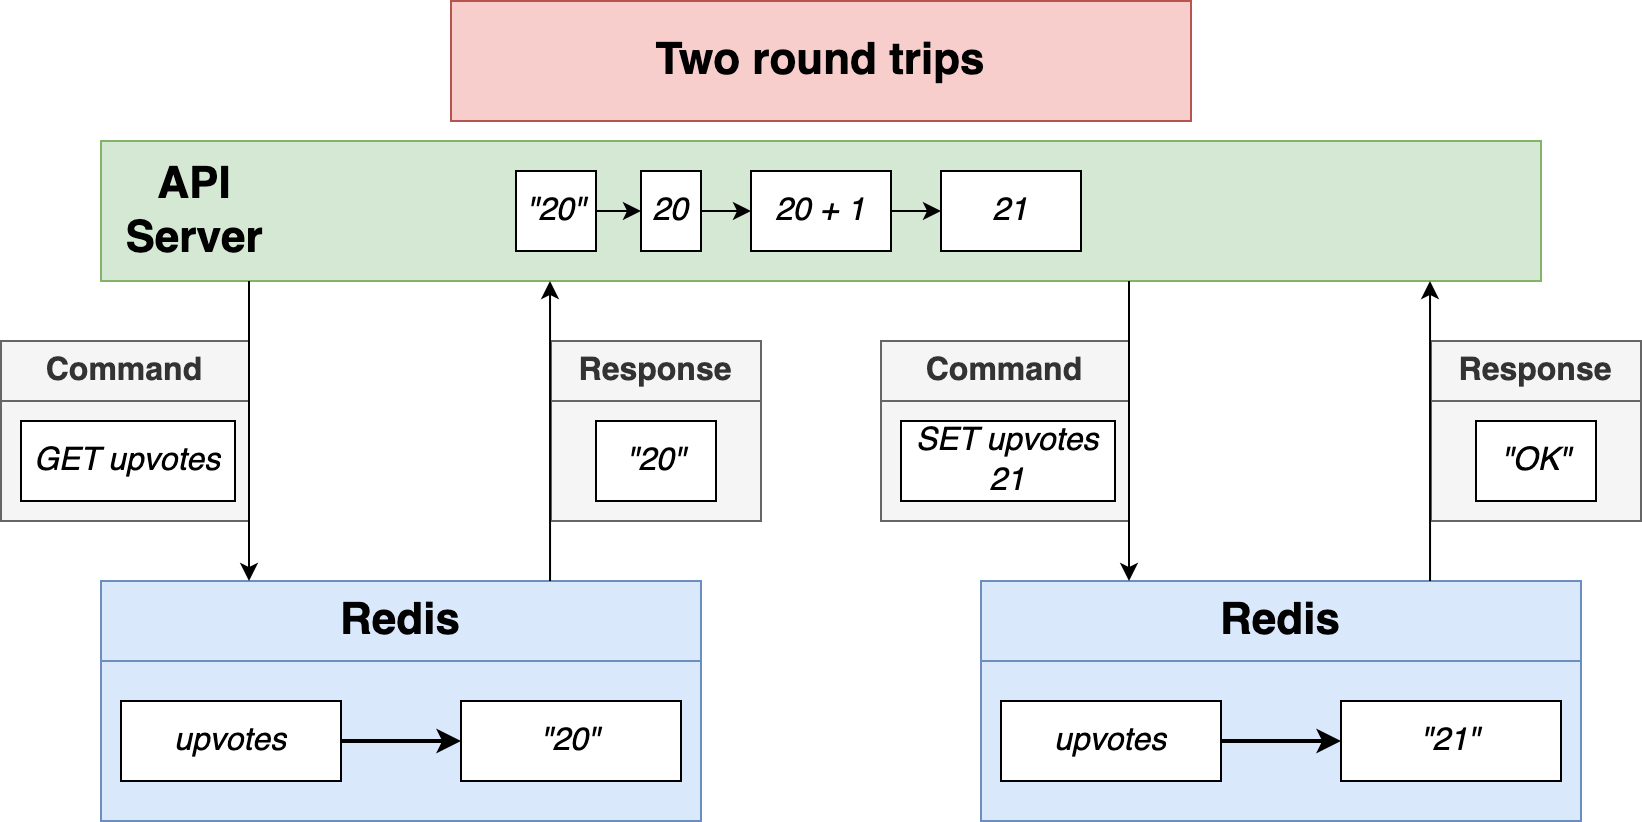 Two round trips
API
Server
"20"
20
20 + 1
21
Command
GET upvotes
Response
"20"
Command
SET upvotes
21
Response
"OK"
Redis
upvotes
"20"
Redis
upvotes
"21"